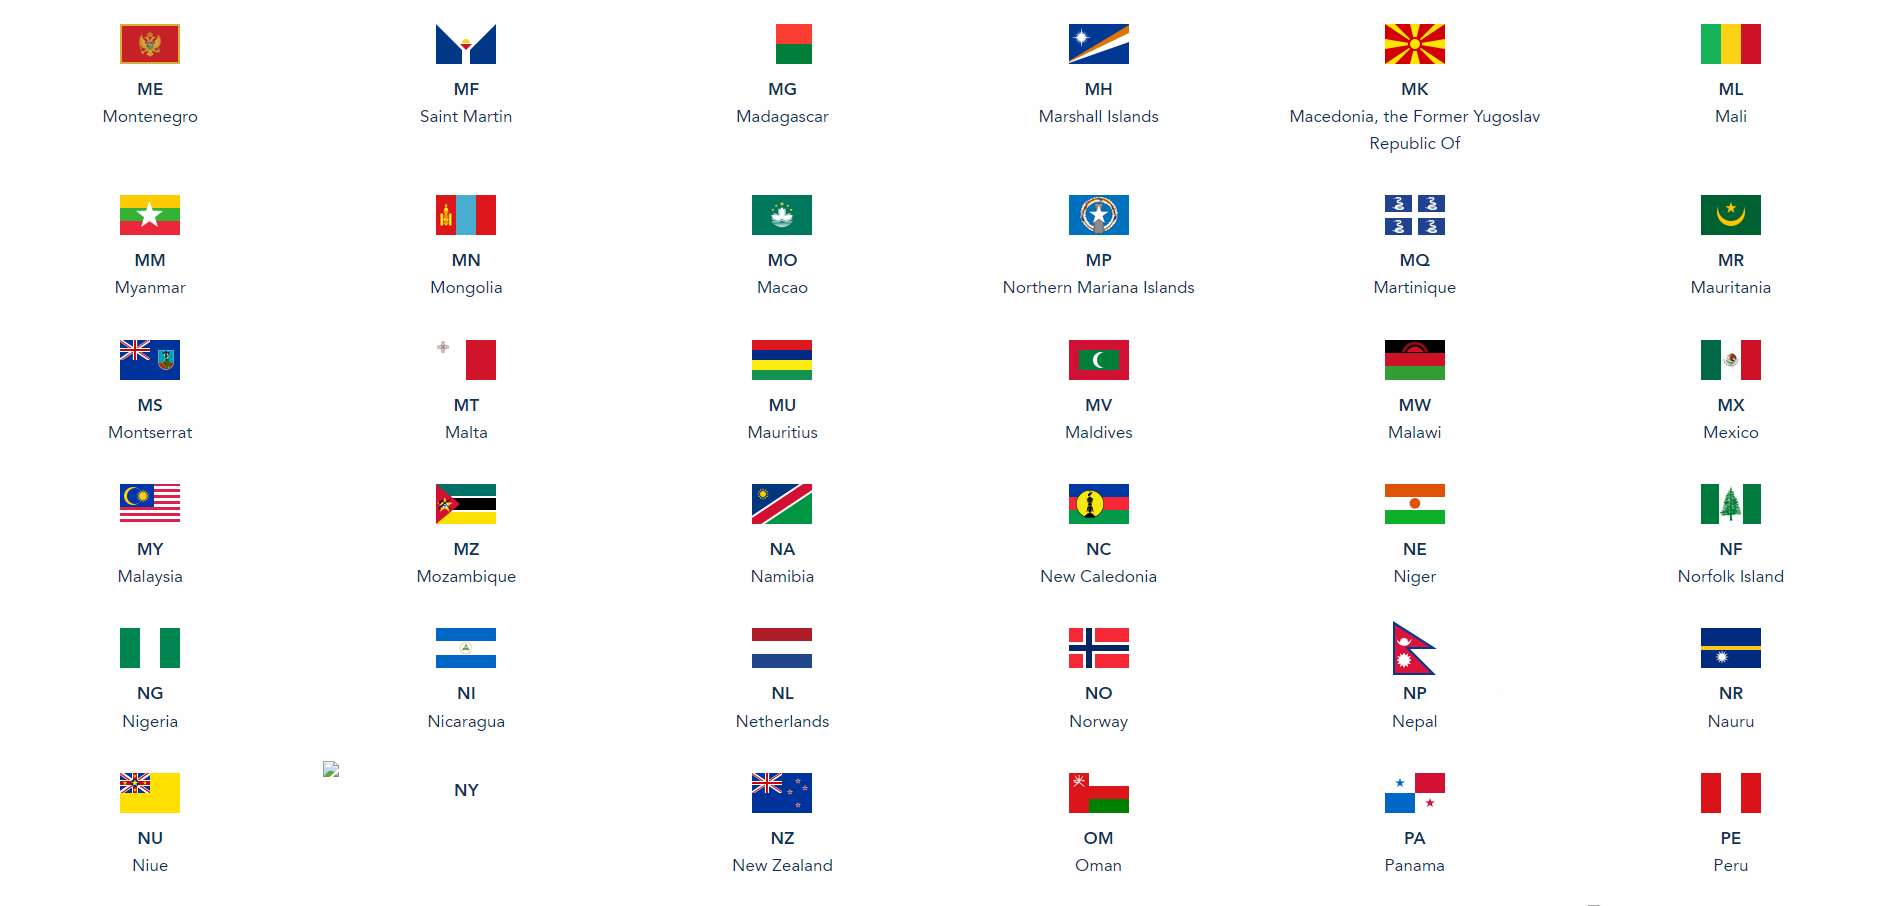 ME
Montenegro
MF
Saint Martin
MG
Madagascar
MH
Marshall Islands
MK
Macedonia, the Former Yugoslav
Republic Of
ML
Mali
MM
Myanmar
MN
Mongolia
MO
Macao
MP
Northern Mariana Islands
MQ
Martinique
MR
Mauritania
MS
Montserrat
MT
Malta
MU
Mauritius
MV
Maldives
MW
Malawi
MX
Mexico
MY
Malaysia
MZ
Mozambique
NA
Namibia
NC
New Caledonia
NE
Niger
NF
Norfolk Island
NG
Nigeria
NI
Nicaragua
NL
Netherlands
NO
Norway
NP
Nepal
NR
Nauru
NU
Niue
NY
NZ
New Zealand
OM
Oman
PA
Panama
PE
Peru